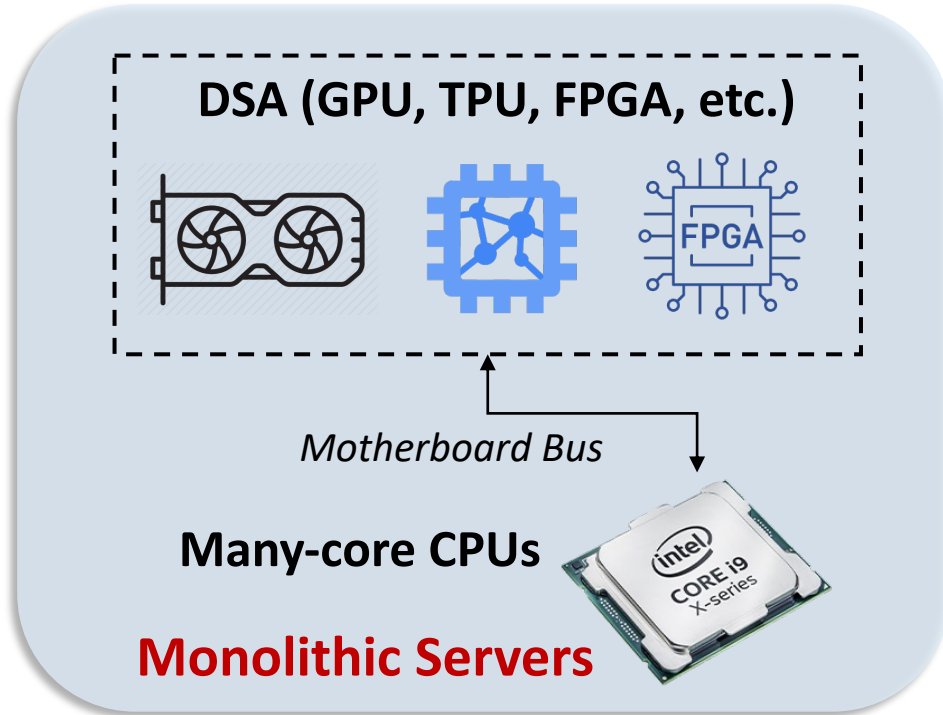 DSA (GPU, TPU, FPGA, etc.)
FPGA
Motherboard Bus
Many-core CPUs
intel
CORE i9
X-series
Monolithic Servers